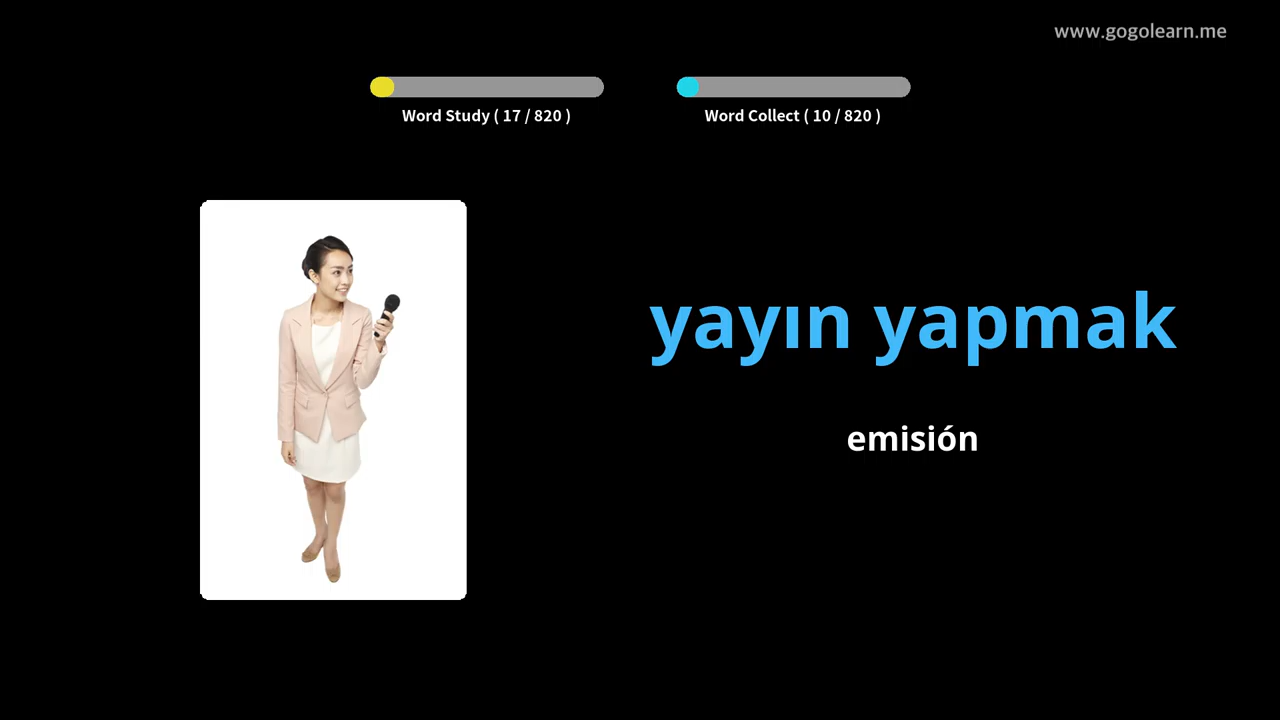 www.gogolearn.me
Word Study ( 17 / 820 )
Word Collect ( 10 / 820 )
yayın yapmak
emisión